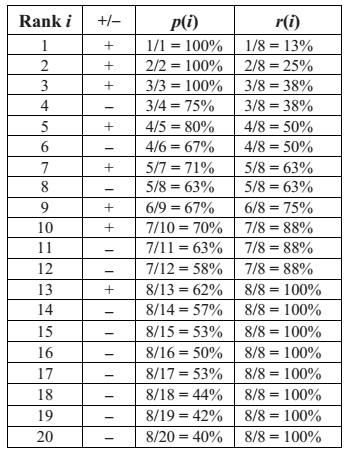 Rank i +/– p(i) r(i)
1 + 1/1 = 100% 1/8 = 13%
2 + 2/2 = 100% 2/8 = 25%
3 + 3/3 = 100% 3/8 = 38%
4 – 3/4 = 75% 3/8 = 38%
5 + 4/5 = 80% 4/8 = 50%
6 – 4/6 = 67% 4/8 = 50%
7 + 5/7 = 71% 5/8 = 63%
8 – 5/8 = 63% 5/8 = 63%
9 + 6/9 = 67% 6/8 = 75%
10 + 7/10 = 70% 7/8 = 88%
11 – 7/11 = 63% 7/8 = 88%
12 – 7/12 = 58% 7/8 = 88%
13 + 8/13 = 62% 8/8 = 100%
14 – 8/14 = 57% 8/8 = 100%
15 – 8/15 = 53% 8/8 = 100%
16 – 8/16 = 50% 8/8 = 100%
17 – 8/17 = 53% 8/8 = 100%
18 – 8/18 = 44% 8/8 = 100%
19 – 8/19 = 42% 8/8 = 100%
20 – 8/20 = 40% 8/8 = 100%